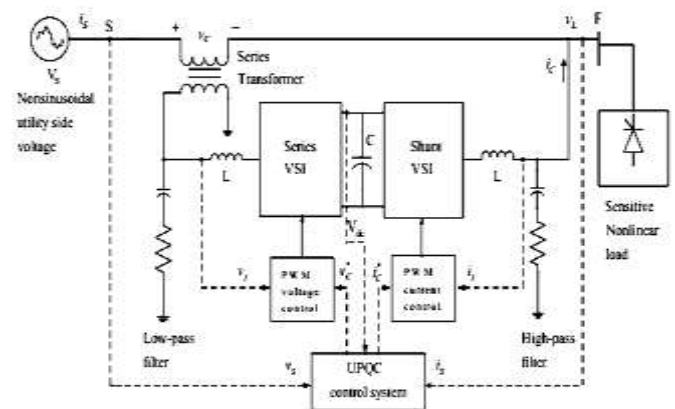 i_s S + v_c − v_L F
V_s
Nonsinusoidal
utility side
voltage
Series
Transformer
i_c
Series
VSI
C
Shunt
VSI
L
L
V_dc
Sensitive
Nonlinear
load
v_f
PWM
voltage
control
v*_c
i*_c
PWM
current
control
i_f
Low-pass
filter
High-pass
filter
v_s
UPQC
control system
i_s